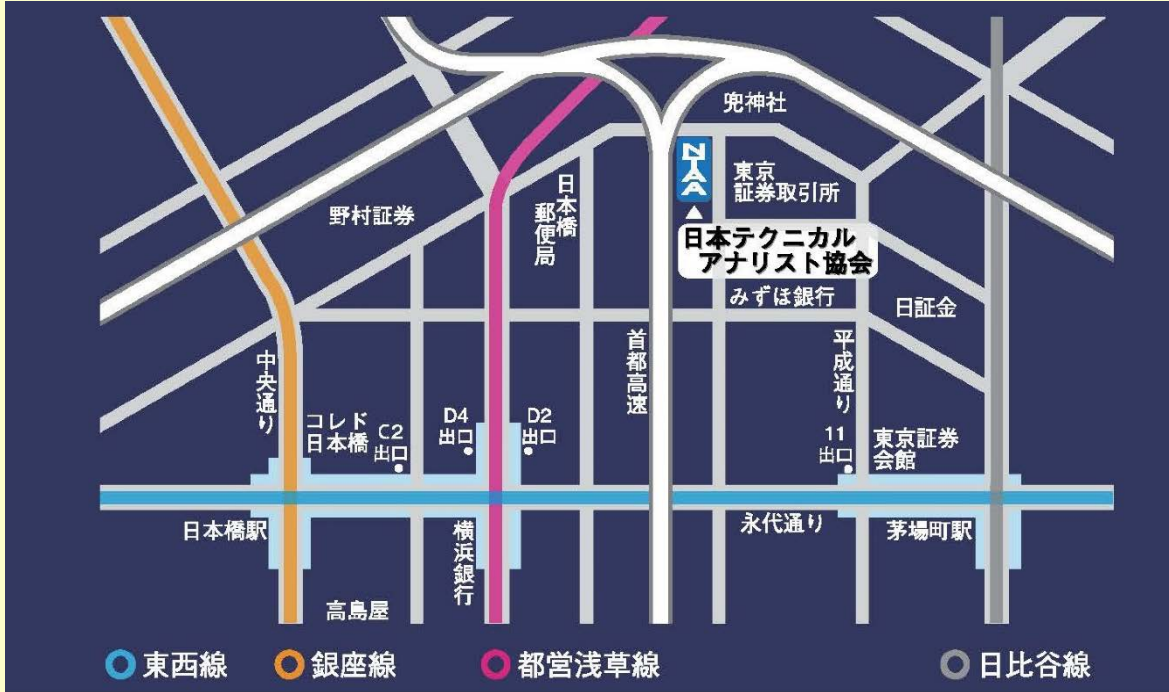 兜神社
NTAA
東京
証券取引所
日本橋
郵便局
野村証券
日本テクニカル
アナリスト協会
みずほ銀行
日証金
中央通り
首都高速
平成通り
コレド
日本橋
C2
出口
D4
出口
D2
出口
11
出口
東京証券
会館
日本橋駅
横浜銀行
永代通り
茅場町駅
高島屋
東西線
銀座線
都営浅草線
日比谷線